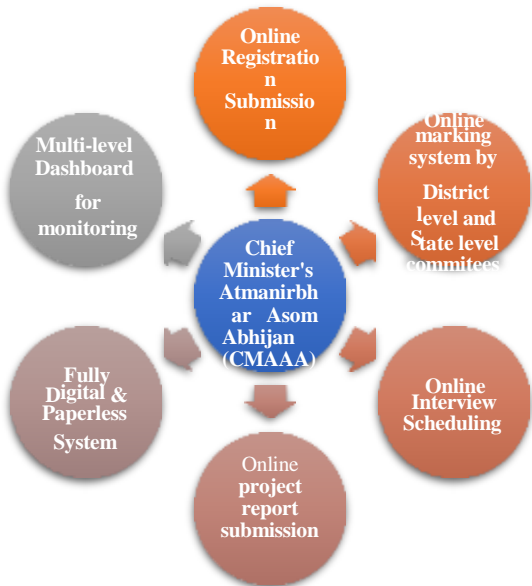 Online
Registratio
n
Submissio
n
Online
marking
system by
District
level and
State level
commitees
Online
Interview
Scheduling
Online
project
report
submission
Fully
Digital &
Paperless
System
Multi-level
Dashboard
for
monitoring
Chief
Minister's
Atmanirbh
ar Asom
Abhijan
(CMAAA)